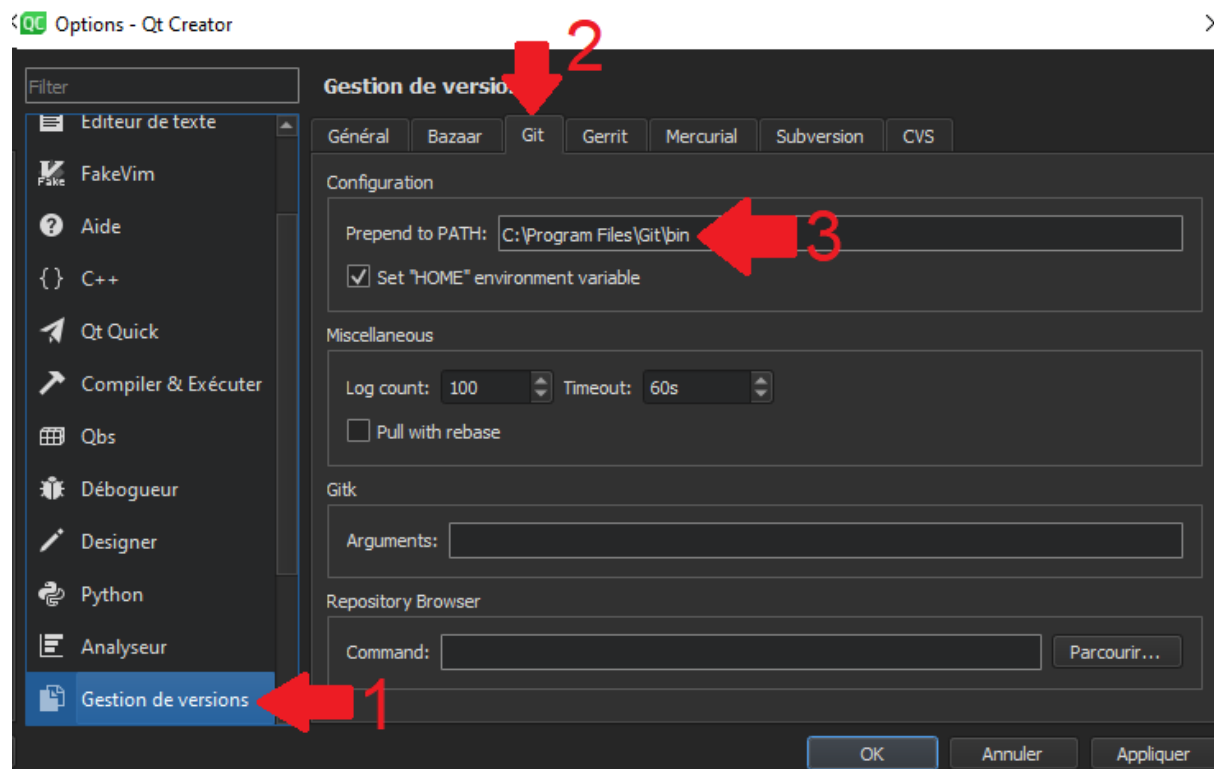 QC Options - Qt Creator
2
Filter
Gestion de versio
Éditeur de texte
Général Bazaar Git Gerrit Mercurial Subversion CVS
FakeVim
Configuration
Aide
Prepend to PATH: C:\Program Files\Git\bin
3
C++
Set "HOME" environment variable
Qt Quick
Miscellaneous
Compiler & Exécuter
Log count: 100 Timeout: 60s
Qbs
Pull with rebase
Débogueur
Gitk
Designer
Arguments:
Python
Repository Browser
Analyseur
Command: Parcourir...
Gestion de versions
1
OK Annuler Appliquer